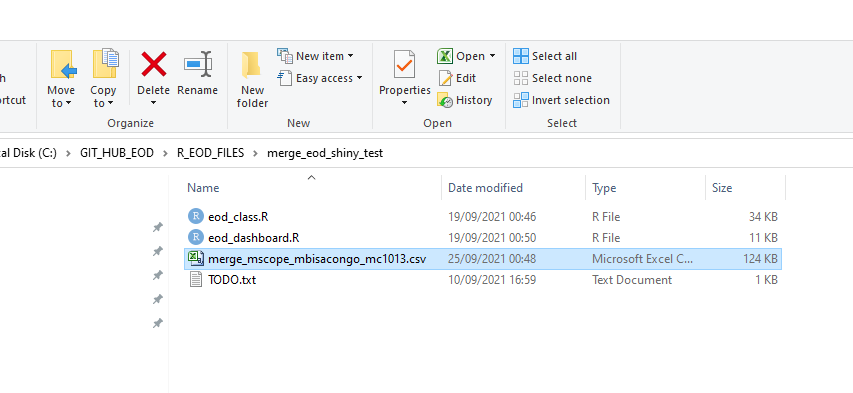 New item Open Select all
h Easy access Edit Select none
ortcut Move to Copy to Delete Rename New folder Properties History Invert selection
Organize New Open Select
al Disk (C:) > GIT_HUB_EOD > R_EOD_FILES > merge_eod_shiny_test
Name Date modified Type Size
R eod_class.R 19/09/2021 00:46 R File 34 KB
R eod_dashboard.R 19/09/2021 00:50 R File 11 KB
merge_mscope_mbisacongo_mc1013.csv 25/09/2021 00:48 Microsoft Excel C... 124 KB
TODO.txt 10/09/2021 16:59 Text Document 1 KB